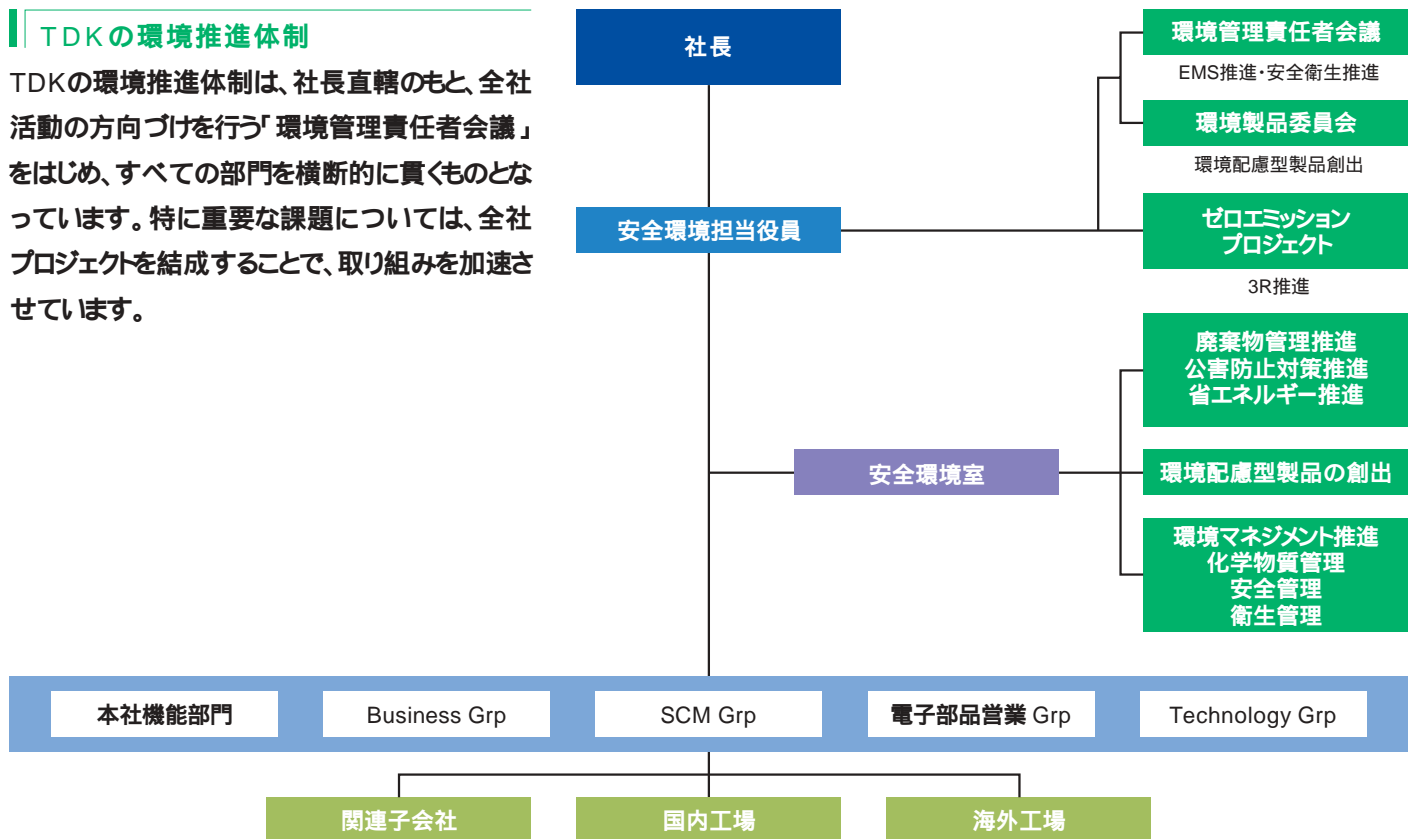 TDKの環境推進体制
TDKの環境推進体制は、社長直轄のもと、全社
活動の方向づけを行う「環境管理責任者会議」
をはじめ、すべての部門を横断的に貫くものとな
っています。特に重要な課題については、全社
プロジェクトを結成することで、取り組みを加速さ
せています。
社長
安全環境担当役員
環境管理責任者会議
EMS推進・安全衛生推進
環境製品委員会
環境配慮型製品創出
ゼロエミッション
プロジェクト
3R推進
安全環境室
廃棄物管理推進
公害防止対策推進
省エネルギー推進
環境配慮型製品の創出
環境マネジメント推進
化学物質管理
安全管理
衛生管理
本社機能部門
Business Grp
SCM Grp
電子部品営業 Grp
Technology Grp
関連子会社
国内工場
海外工場